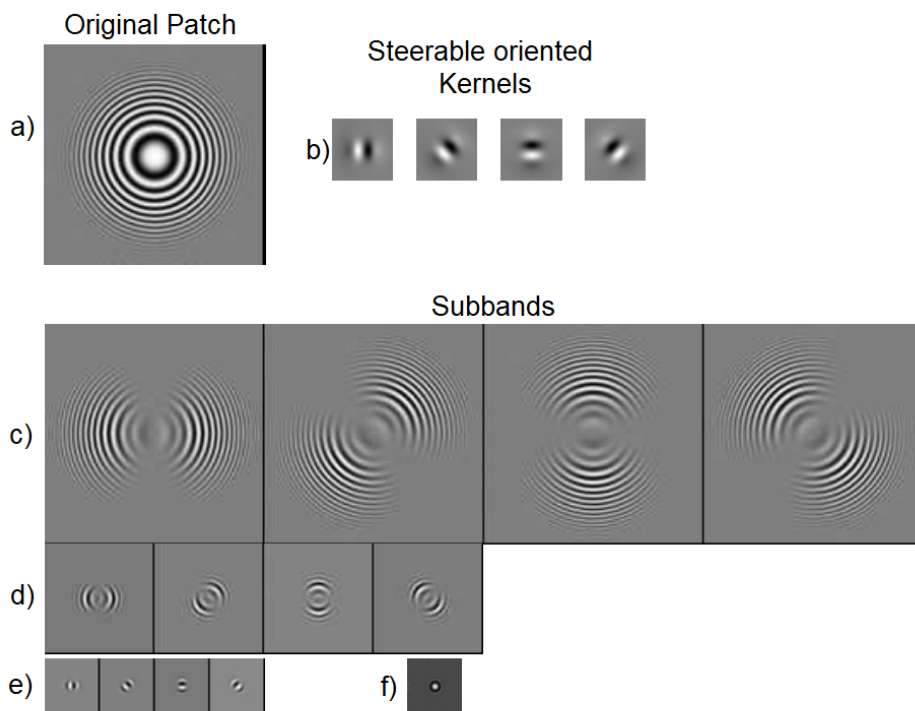 Original Patch
Steerable oriented
Kernels
a)
b)
Subbands
c)
d)
e)
f)